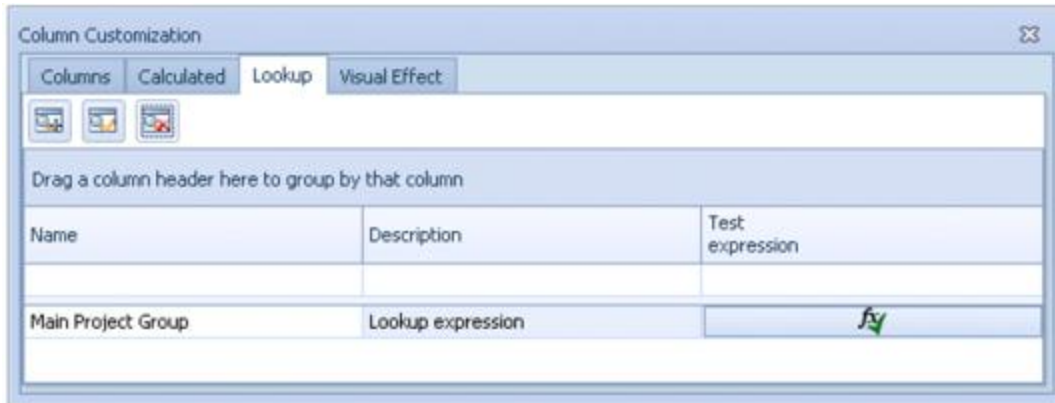 Column Customization
Columns Calculated Lookup Visual Effect
Drag a column header here to group by that column
Name Description Test expression
Main Project Group Lookup expression fx